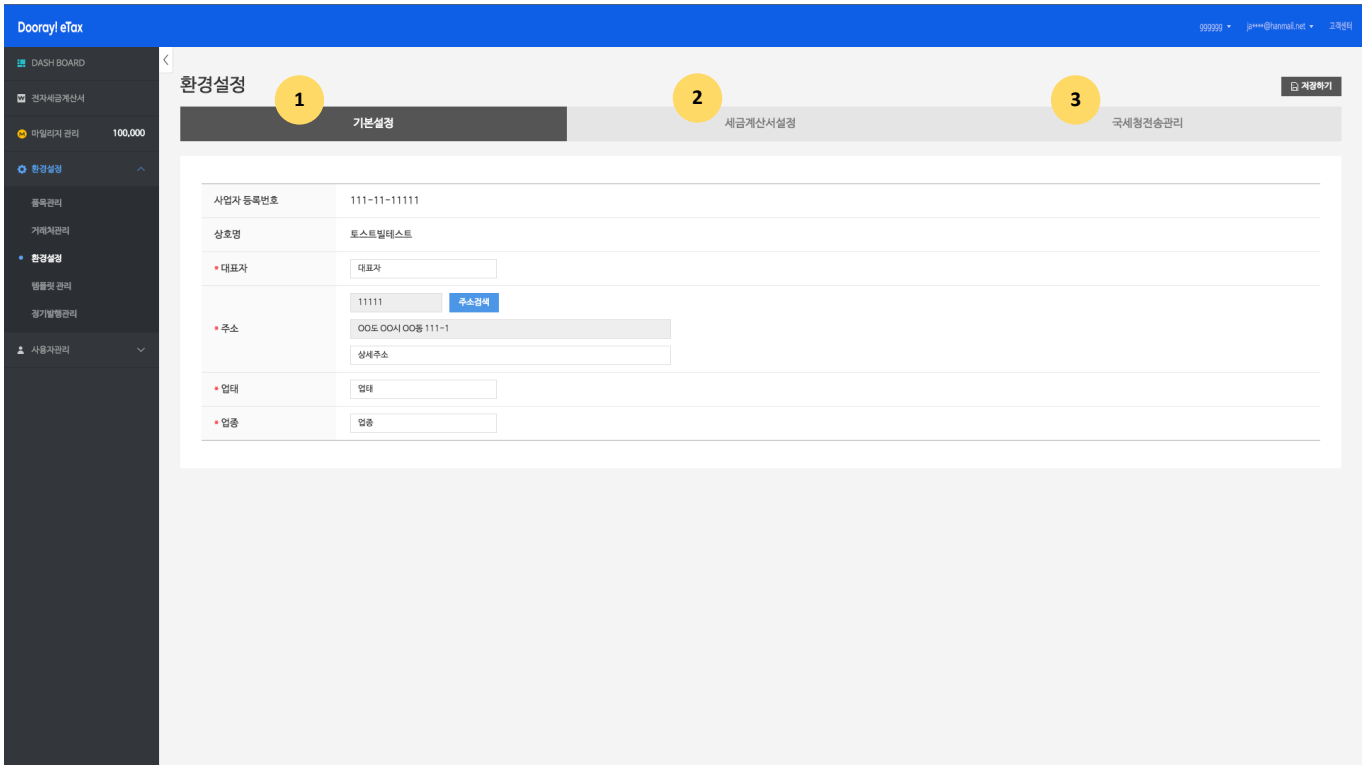 Dooray! eTax
gggggg
ja****@hanmail.net
고객센터
DASH BOARD
전자세금계산서
마일리지 관리 100,000
환경설정
품목관리
거래처관리
환경설정
템플릿 관리
정기발행관리
사용자관리
환경설정
저장하기
1
2
3
기본설정
세금계산서설정
국세청전송관리
사업자 등록번호 111-11-11111
상호명 토스트빌테스트
* 대표자 대표자
11111 주소검색
* 주소 OO도 OO시 OO동 111-1
상세주소
* 업태 업태
* 업종 업종